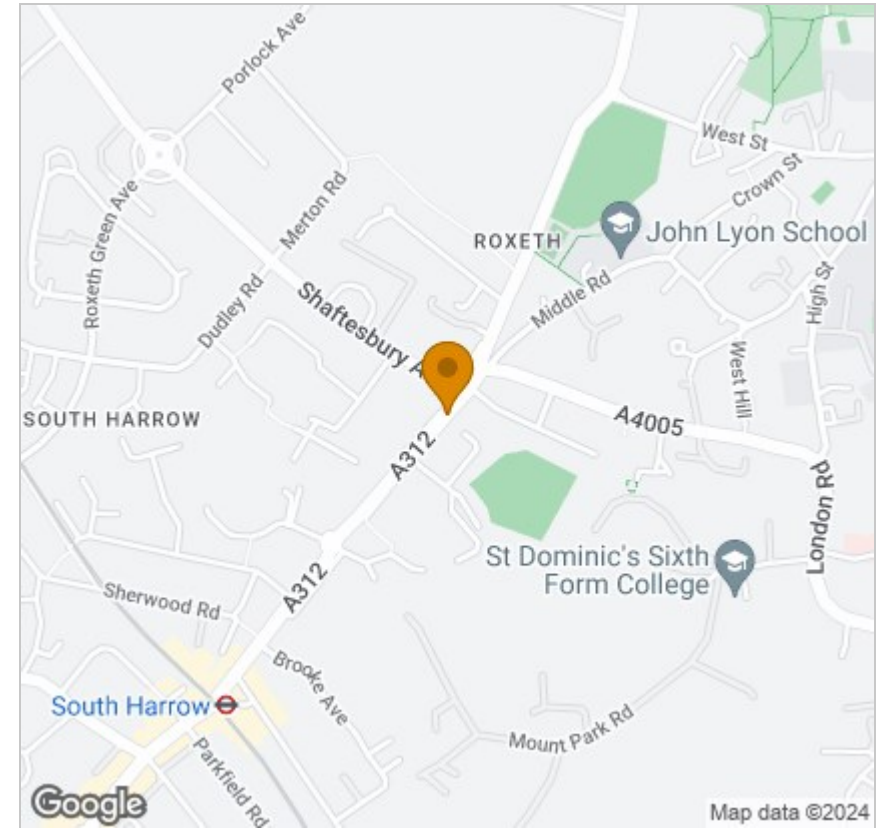 Porlock Ave
West St
Crown St
Roxeth Green Ave
Merton Rd
ROXETH
John Lyon School
High St
Middle Rd
Dudley Rd
Shaftesbury A
West Hill
SOUTH HARROW
A4005
A312
London Rd
St Dominic's Sixth
Form College
A312
Sherwood Rd
Brooke Ave
South Harrow
Mount Park Rd
Parkfield Rd
Google
Map data ©2024